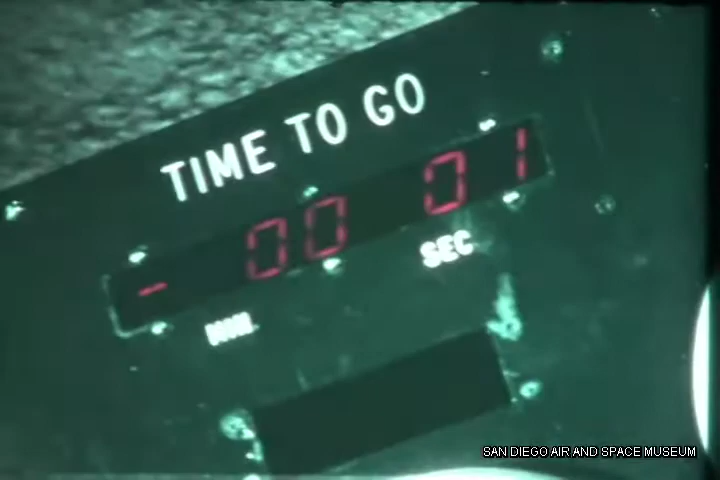 TIME TO GO
- 00 01
MIN SEC
SAN DIEGO AIR AND SPACE MUSEUM